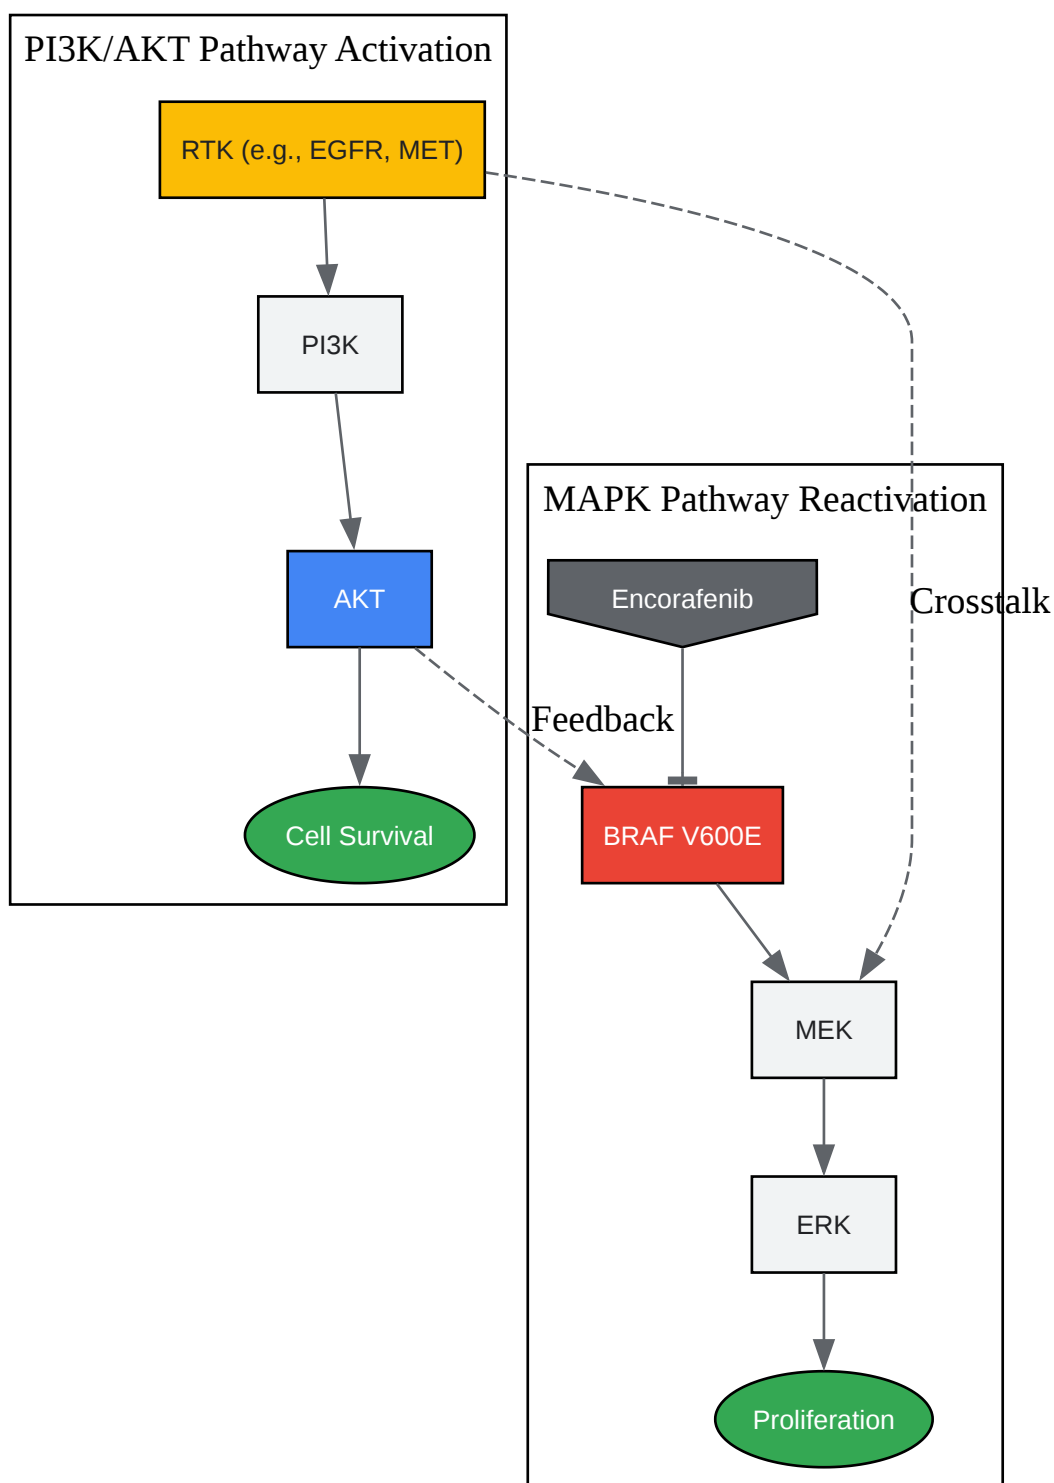 PI3K/AKT Pathway Activation
RTK (e.g., EGFR, MET)
PI3K
AKT
Cell Survival
MAPK Pathway Reactivation
Encorafenib
Crosstalk
Feedback
BRAF V600E
MEK
ERK
Proliferation